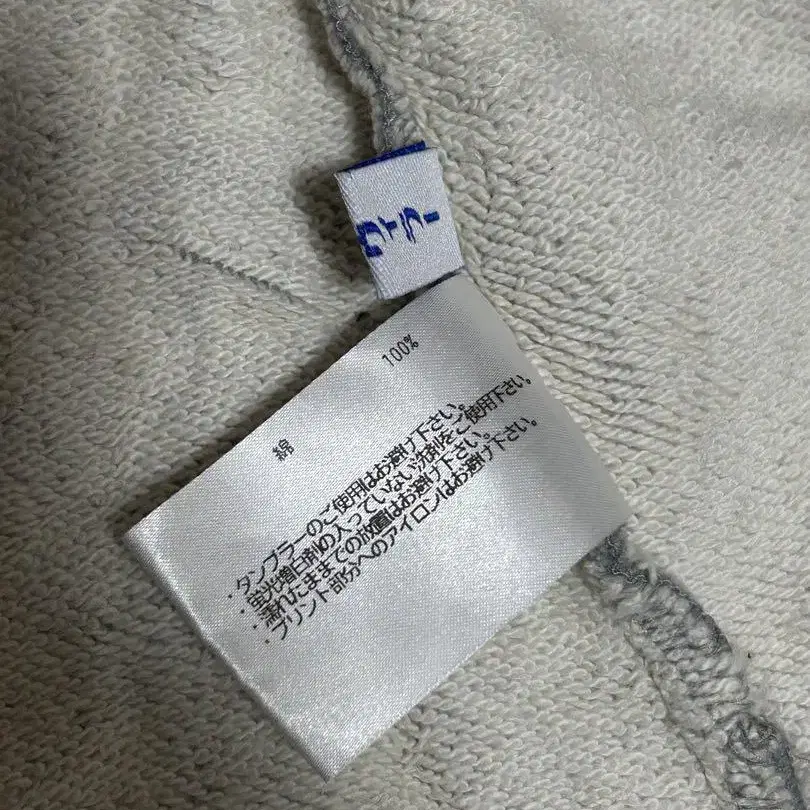 綿 100%
・タンブラーのご使用はお避け下さい。
・蛍光増白剤の入っていない洗剤をご使用下さい。
・濡れたままでの放置はお避け下さい。
・プリント部分へのアイロンはお避け下さい。